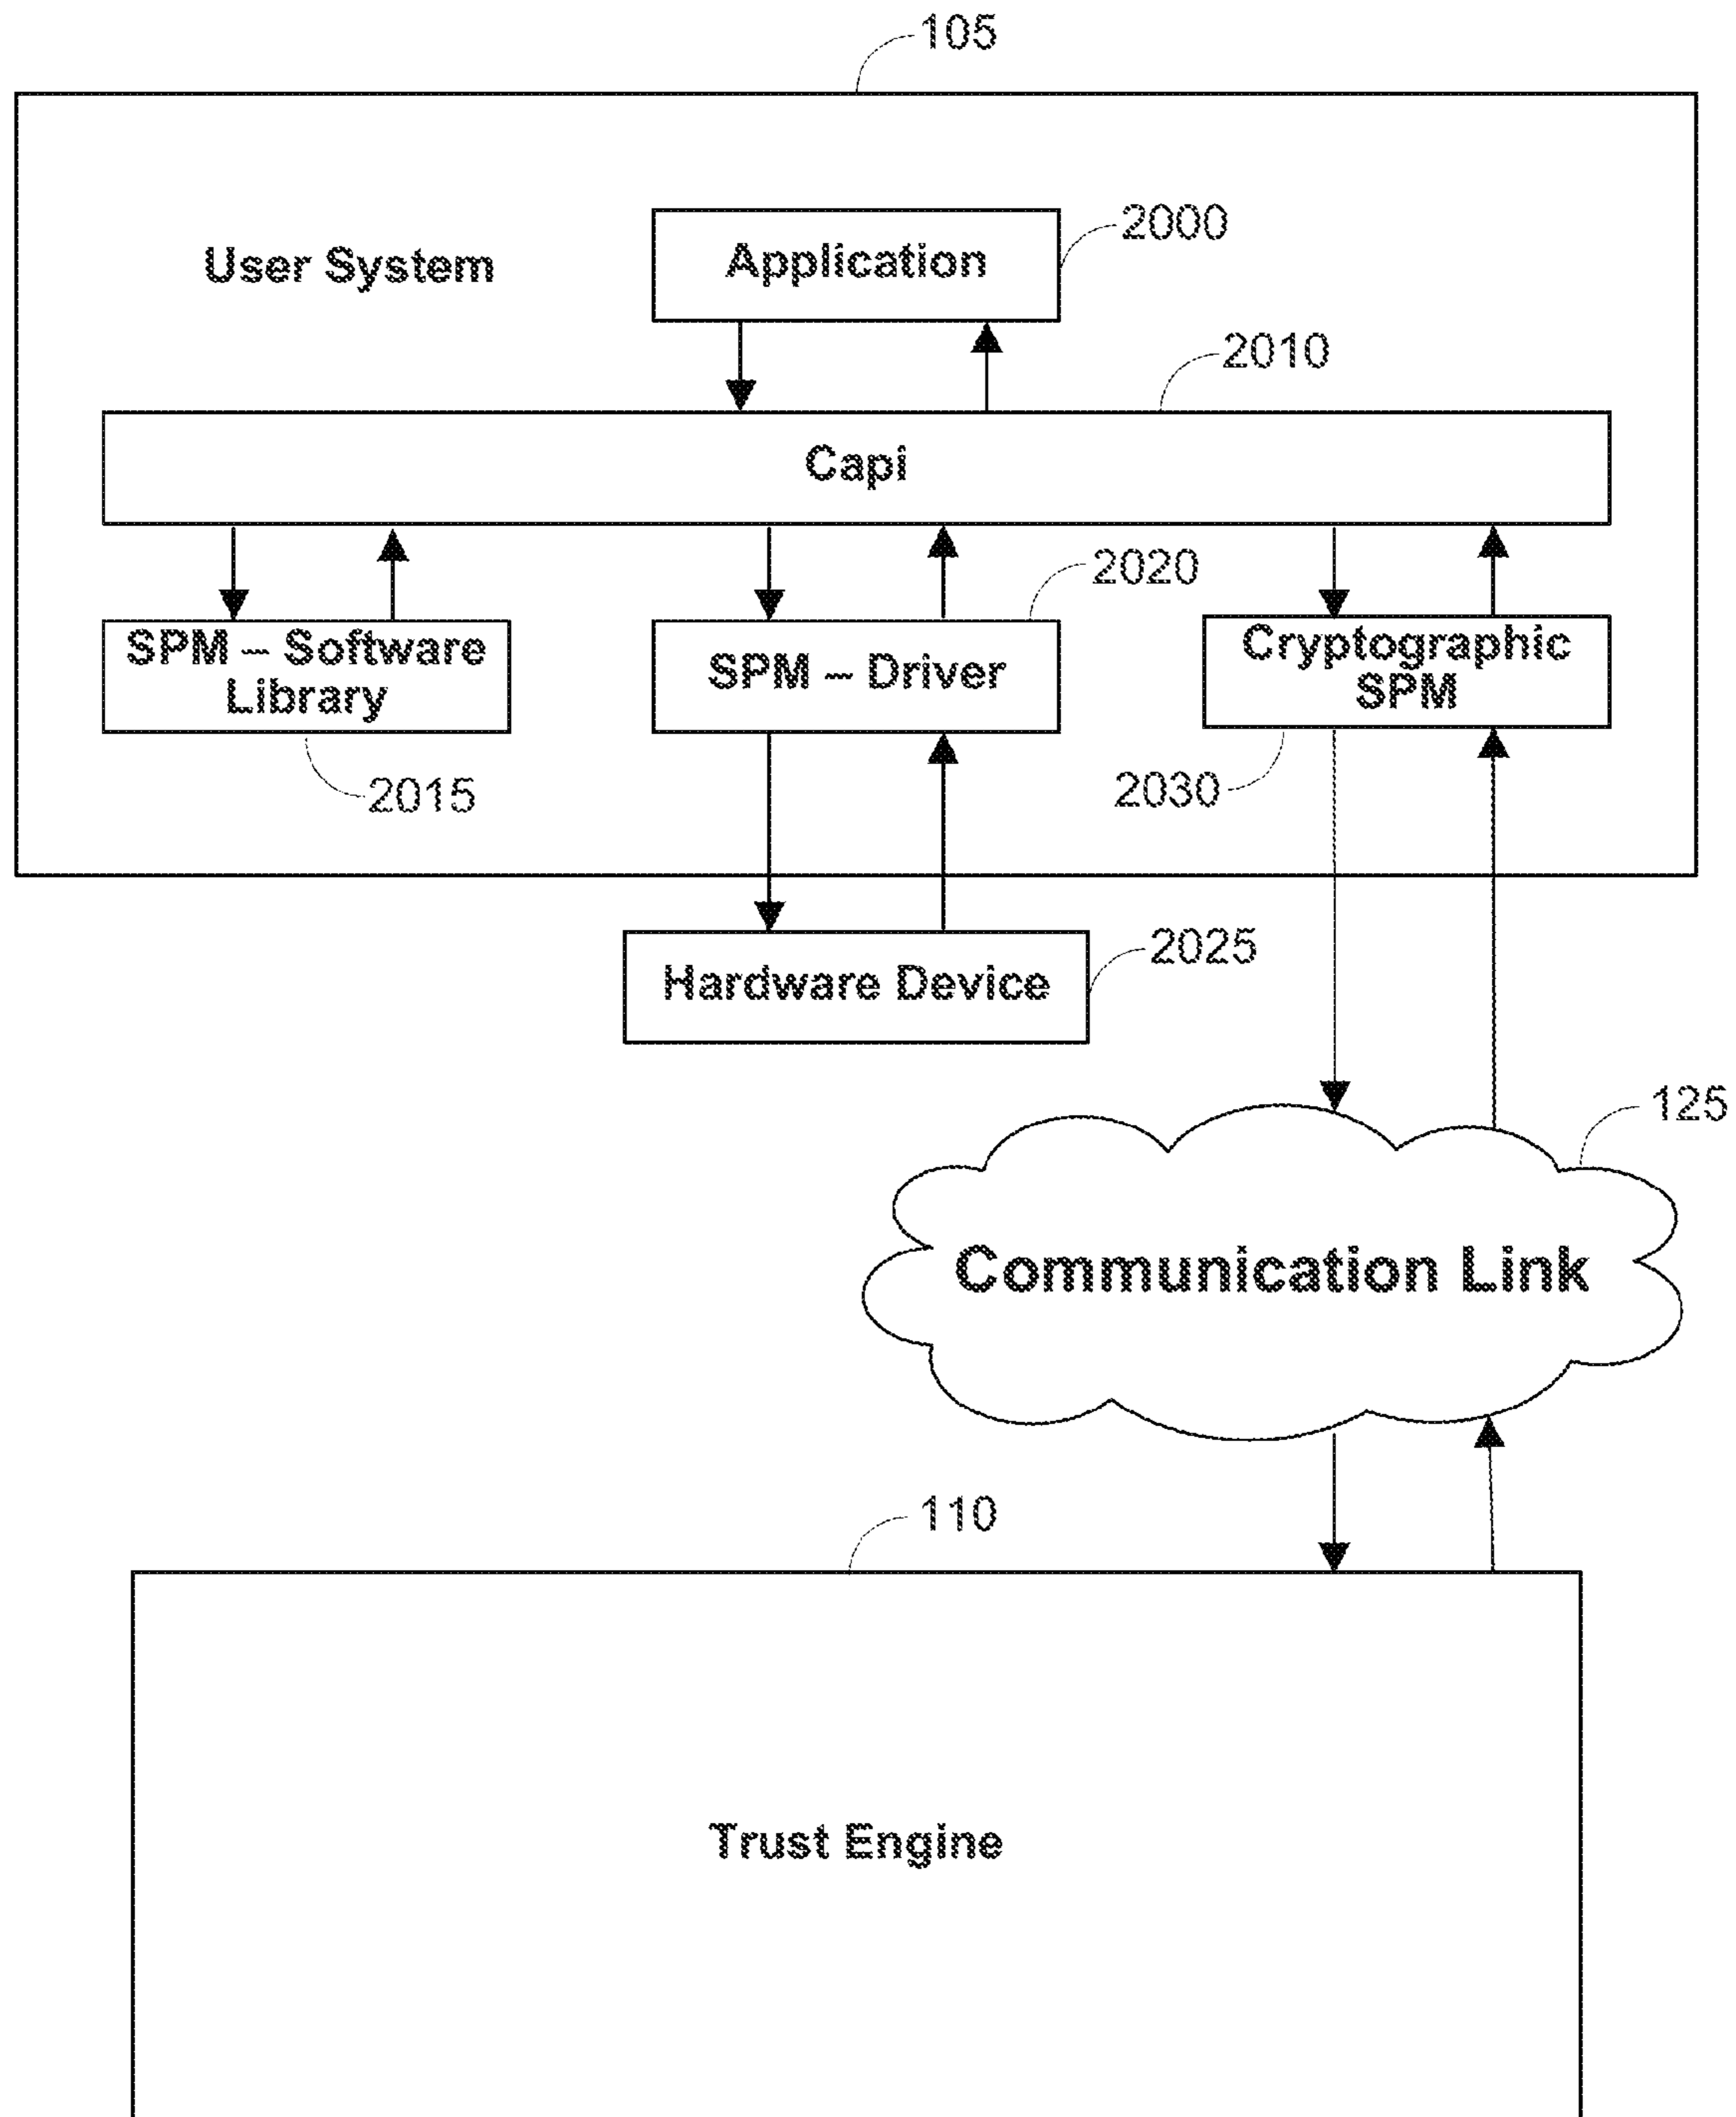 105
User System
Application
2000
2010
Capi
2020
SPM – Software
Library
SPM – Driver
Cryptographic
SPM
2015
2030
Hardware Device
2025
125
Communication Link
110
Trust Engine